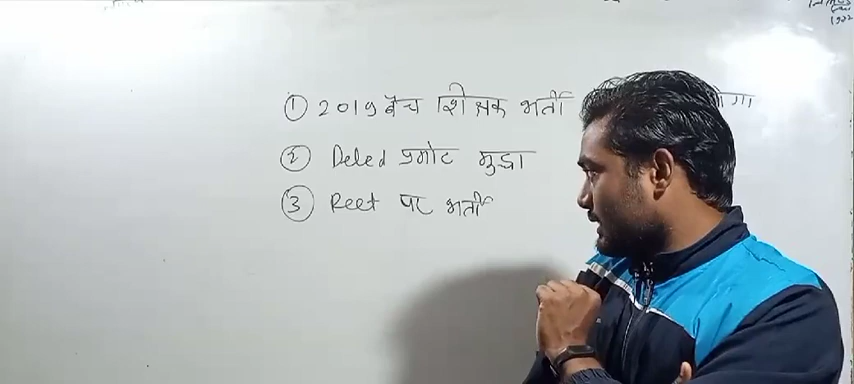 ① 2019 बैच शिक्षक भर्ती
② Deled प्रमोट मुद्दा
③ Reet पर भर्ती